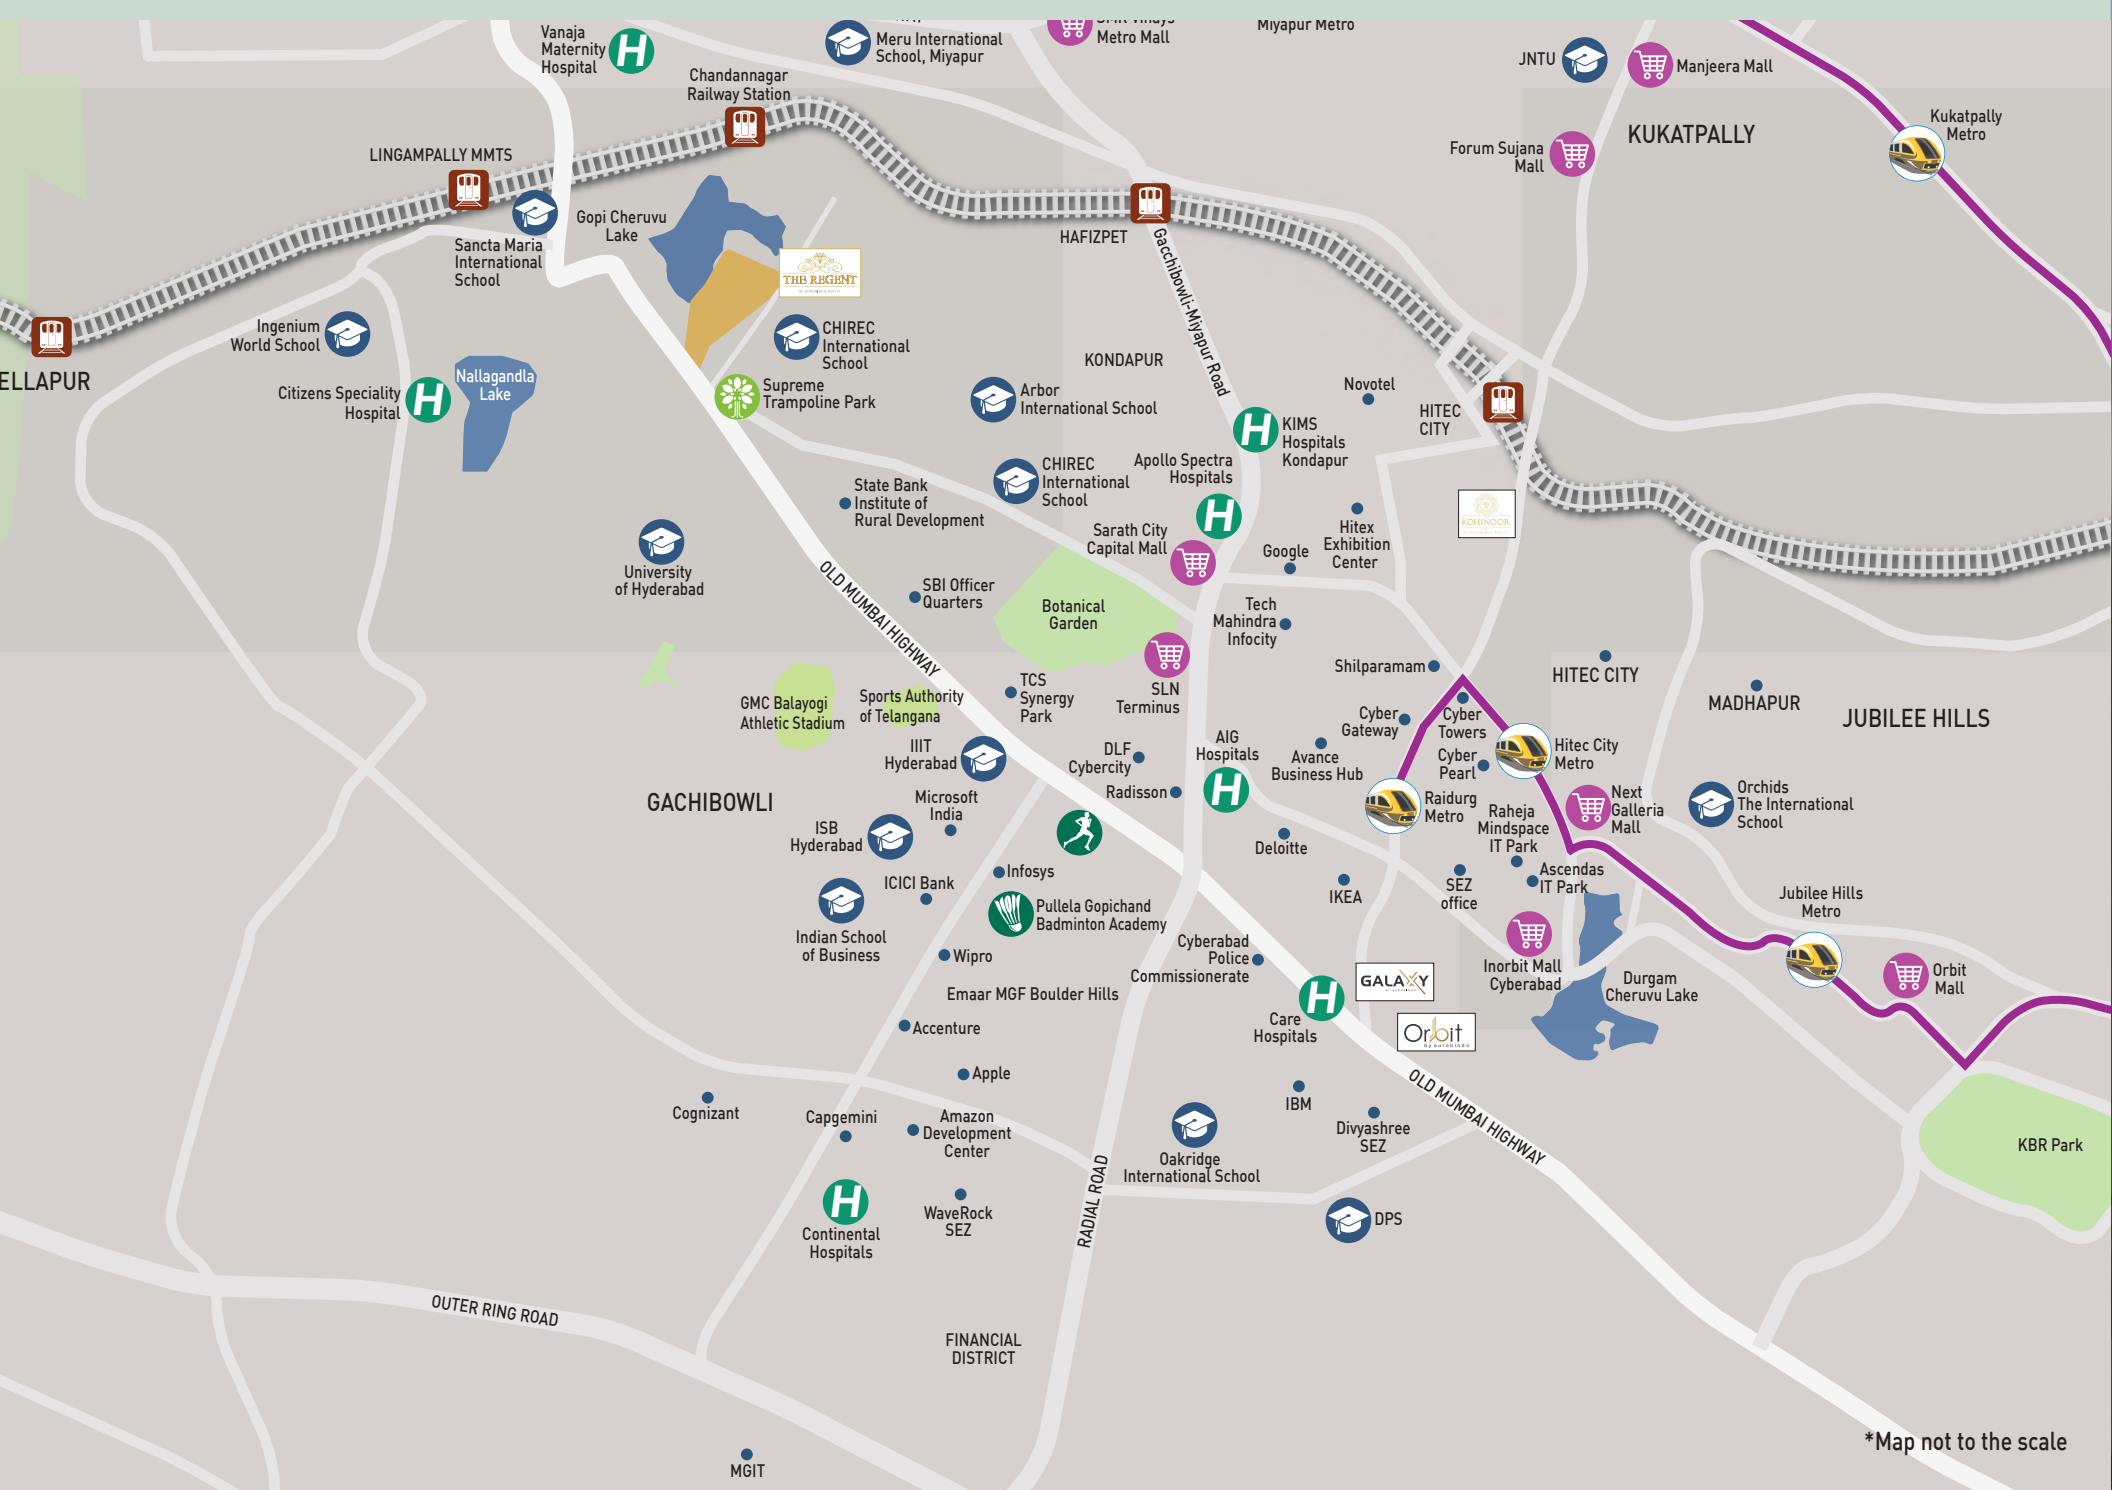 Vanaja
Maternity
Hospital
Meru International
School, Miyapur
Metro Mall
Miyapur Metro
JNTU
Manjeera Mall
Chandannagar
Railway Station
Kukatpally
Metro
KUKATPALLY
Forum Sujana
Mall
LINGAMPALLY MMTS
Gopi Cheruvu
Lake
Sancta Maria
International
School
HAFIZPET
Gacchibowli-Miyapur Road
THE REGENT
Ingenium
World School
CHIREC
International
School
ELLAPUR
Nallagandla
Lake
Citizens Speciality
Hospital
H
Supreme
Trampoline Park
Arbor
International School
KONDAPUR
Novotel
HITEC
CITY
KIMS
Hospitals
Kondapur
Apollo Spectra
Hospitals
CHIREC
International
School
State Bank
Institute of
Rural Development
Sarath City
Capital Mall
Google
Hitex
Exhibition
Center
KOHINOOR
University
of Hyderabad
OLD MUMBAI HIGHWAY
SBI Officer
Quarters
Botanical
Garden
Tech
Mahindra
Infocity
Shilparamam
HITEC CITY
MADHAPUR
JUBILEE HILLS
SLN
Terminus
TCS
Synergy
Park
GMC Balayogi
Athletic Stadium
Sports Authority
of Telangana
IIIT
Hyderabad
DLF
Cybercity
AIG
Hospitals
Cyber
Gateway
Cyber
Towers
Avance
Business Hub
Cyber
Pearl
Hitec City
Metro
Radisson
Raidurg
Metro
Next
Galleria
Mall
Orchids
The International
School
GACHIBOWLI
Microsoft
India
ISB
Hyderabad
Raheja
Mindspace
IT Park
Deloitte
Ascendas
IT Park
Infosys
ICICI Bank
IKEA
SEZ
office
Jubilee Hills
Metro
Pullela Gopichand
Badminton Academy
Indian School
of Business
Wipro
Cyberabad
Police
Commissionerate
Inorbit Mall
Cyberabad
Durgam
Cheruvu Lake
Orbit
Mall
GALAXY
Emaar MGF Boulder Hills
Care
Hospitals
Orbit
by aurobindo
Accenture
Apple
OLD MUMBAI HIGHWAY
Cognizant
Capgemini
Amazon
Development
Center
IBM
Divyashree
SEZ
KBR Park
Oakridge
International School
RADIAL ROAD
WaveRock
SEZ
DPS
Continental
Hospitals
OUTER RING ROAD
FINANCIAL
DISTRICT
MGIT
*Map not to the scale